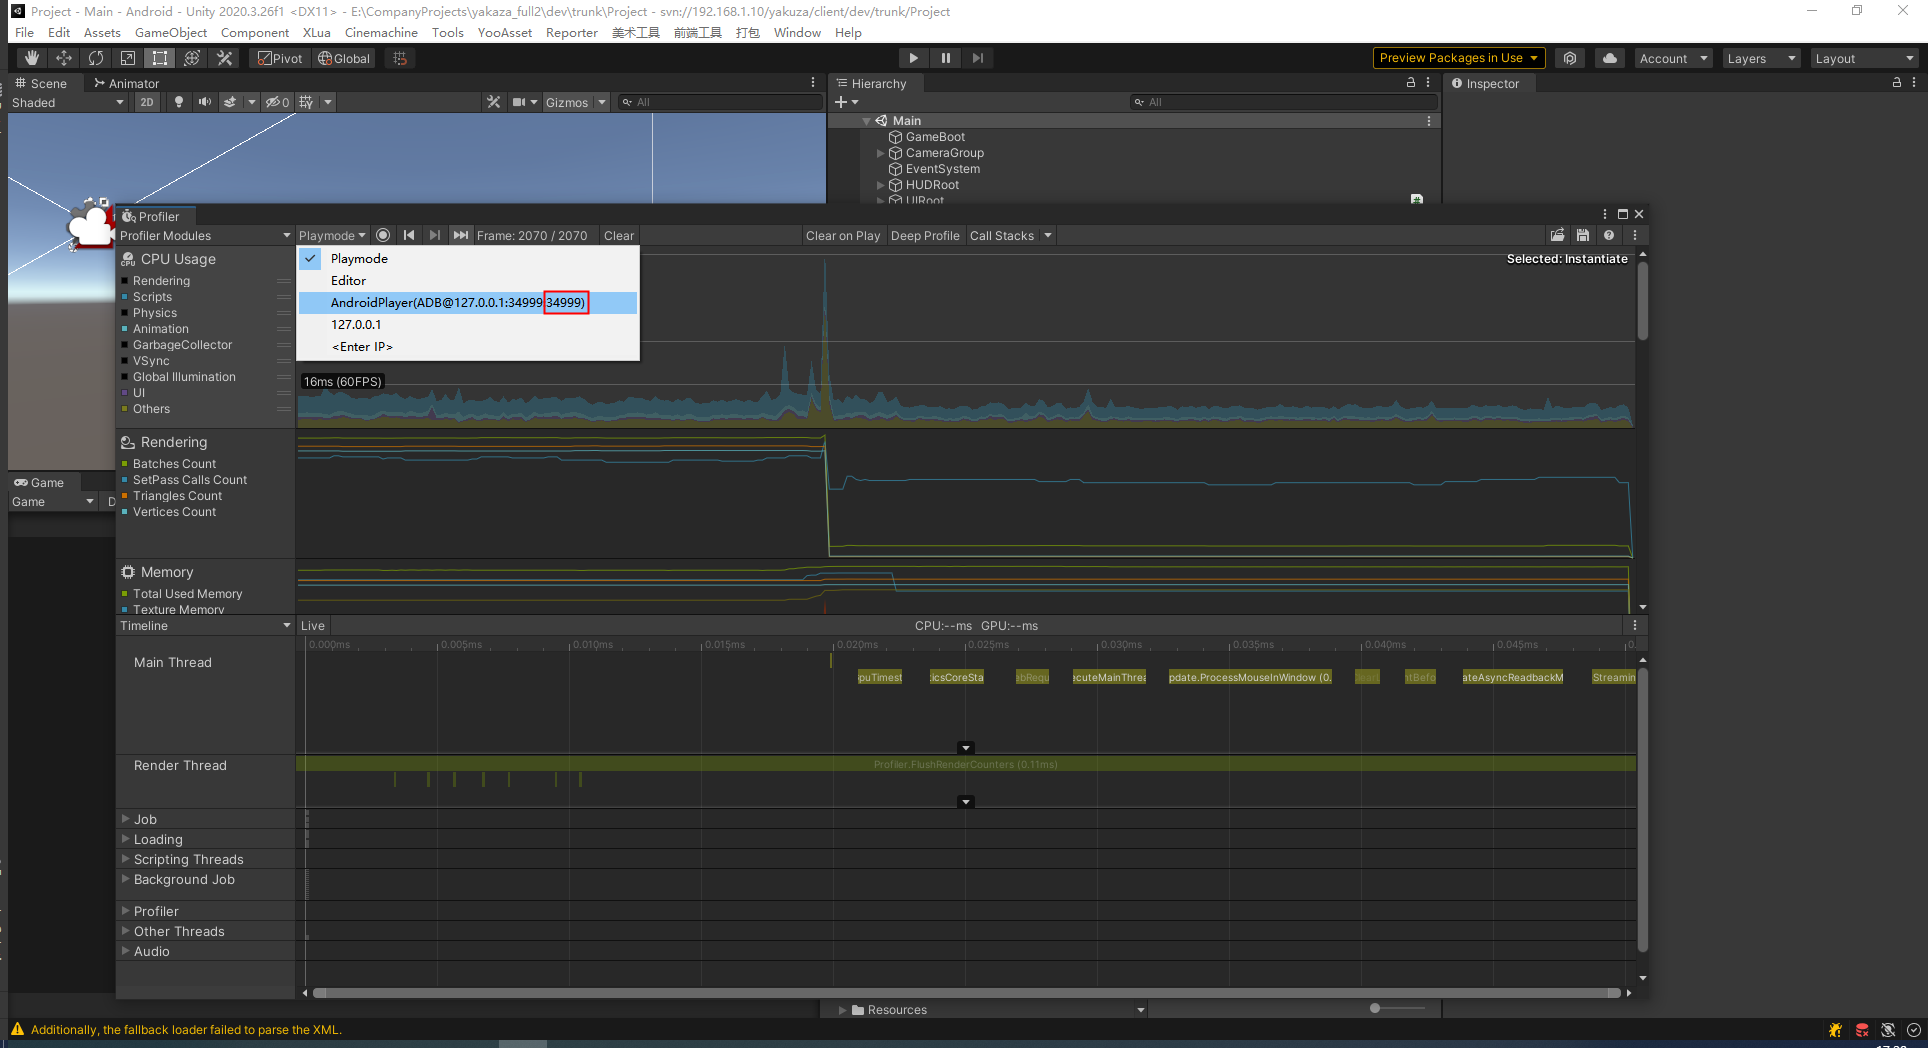 Project - Main - Android - Unity 2020.3.26f1 <DX11> - E:\CompanyProjects\yakaza_full2\dev\trunk\Project - svn://192.168.1.10/yakuza/client/dev/trunk/Project
File Edit Assets GameObject Component XLua Cinemachine Tools YooAsset Reporter 美术工具 前端工具 打包 Window Help
Pivot Global Preview Packages in Use Account Layers Layout
Scene Animator Hierarchy Inspector
Shaded 2D 0 Gizmos All All
Main
GameBoot
CameraGroup
EventSystem
HUDRoot
UIRoot
Profiler
Profiler Modules Playmode Frame: 2070 / 2070 Clear Clear on Play Deep Profile Call Stacks
Playmode
Editor
AndroidPlayer(ADB@127.0.0.1:34999:34999)
127.0.0.1
<Enter IP>
Selected: Instantiate
16ms (60FPS)
CPU Usage
Rendering
Scripts
Physics
Animation
GarbageCollector
VSync
Global Illumination
UI
Others
Rendering
Batches Count
SetPass Calls Count
Triangles Count
Vertices Count
Game
Game
D
Memory
Total Used Memory
Texture Memory
Timeline Live CPU:--ms GPU:--ms
0.000ms 0.005ms 0.010ms 0.015ms 0.020ms 0.025ms 0.030ms 0.035ms 0.040ms 0.045ms 0.
Main Thread
puTimest icsCoreSta ebRequ ecuteMainThrea pdate.ProcessMouseInWindow (0. ntBefo ateAsyncReadbackM Streamin
Render Thread
Profiler.FlushRenderCounters (0.11ms)
Job
Loading
Scripting Threads
Background Job
Profiler
Other Threads
Audio
Resources
Additionally, the fallback loader failed to parse the XML.